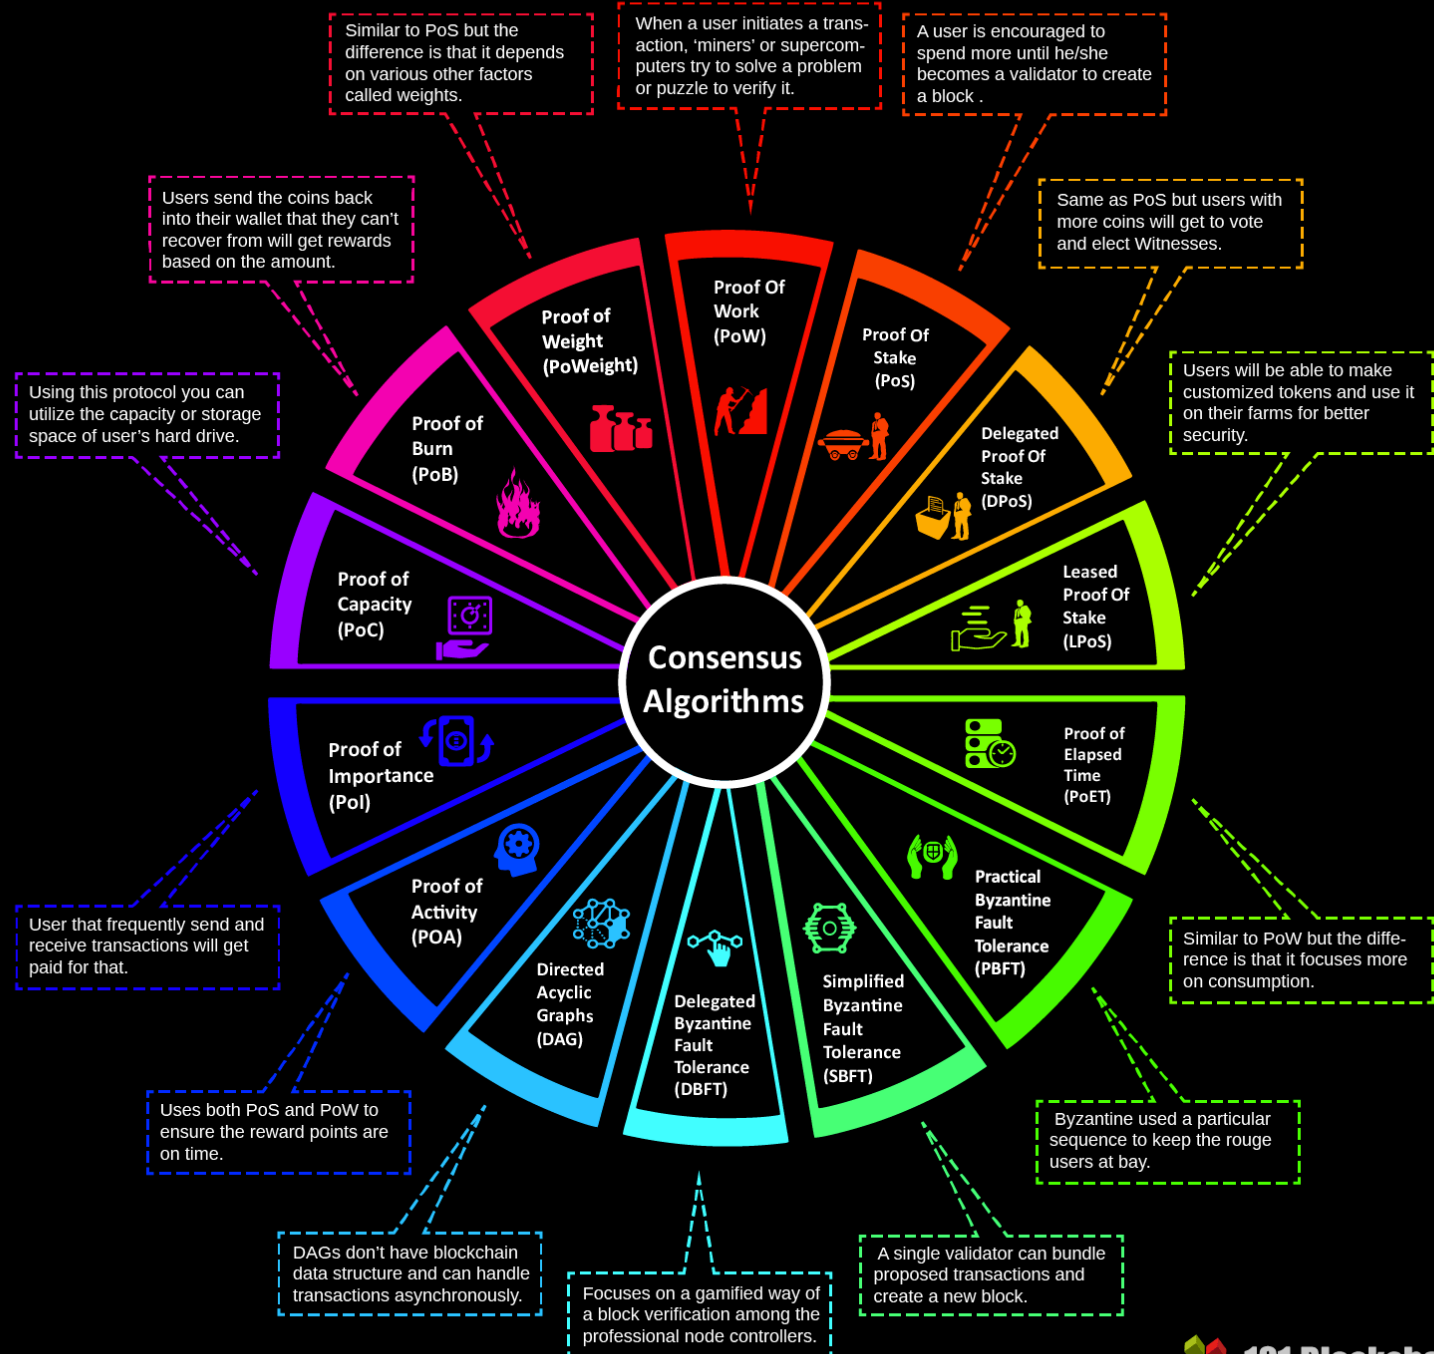 Similar to PoS but the
difference is that it depends
on various other factors
called weights.
When a user initiates a trans-
action, ‘miners’ or supercom-
puters try to solve a problem
or puzzle to verify it.
A user is encouraged to
spend more until he/she
becomes a validator to create
a block .
Users send the coins back
into their wallet that they can’t
recover from will get rewards
based on the amount.
Same as PoS but users with
more coins will get to vote
and elect Witnesses.
Using this protocol you can
utilize the capacity or storage
space of user’s hard drive.
Users will be able to make
customized tokens and use it
on their farms for better
security.
Proof of
Weight
(PoWeight)
Proof Of
Work
(PoW)
Proof Of
Stake
(PoS)
Proof of
Burn
(PoB)
Delegated
Proof Of
Stake
(DPoS)
Proof of
Capacity
(PoC)
Leased
Proof Of
Stake
(LPoS)
Consensus
Algorithms
Proof of
Importance
(PoI)
Proof of
Elapsed
Time
(PoET)
Proof of
Activity
(POA)
Practical
Byzantine
Fault
Tolerance
(PBFT)
Directed
Acyclic
Graphs
(DAG)
Delegated
Byzantine
Fault
Tolerance
(DBFT)
Simplified
Byzantine
Fault
Tolerance
(SBFT)
User that frequently send and
receive transactions will get
paid for that.
Similar to PoW but the diffe-
rence is that it focuses more
on consumption.
Uses both PoS and PoW to
ensure the reward points are
on time.
Byzantine used a particular
sequence to keep the rouge
users at bay.
DAGs don’t have blockchain
data structure and can handle
transactions asynchronously.
Focuses on a gamified way of
a block verification among the
professional node controllers.
A single validator can bundle
proposed transactions and
create a new block.